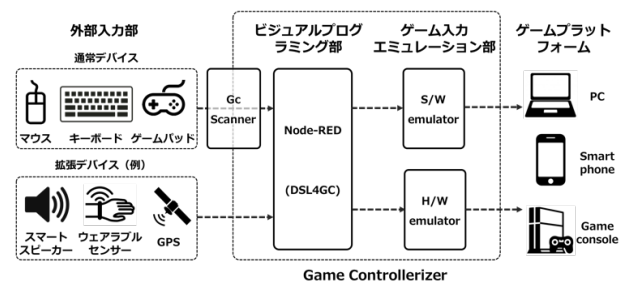 外部入力部
ビジュアルプログ
ラミング部
ゲーム入力
エミュレーション部
ゲームプラット
フォーム
通常デバイス
マウス
キーボード
ゲームパッド
Gc
Scanner
Node-RED
(DSL4GC)
S/W
emulator
PC
拡張デバイス（例）
Smart
phone
スマート
スピーカー
ウェアラブル
センサー
GPS
H/W
emulator
Game
console
Game Controllerizer